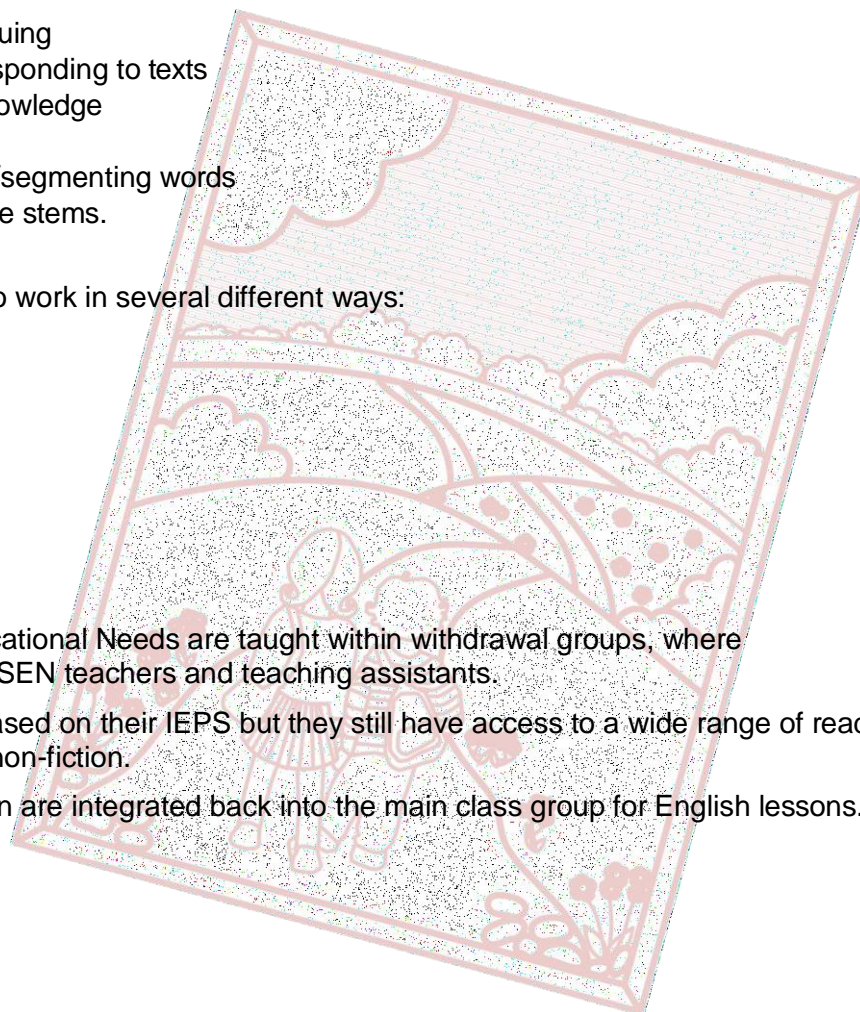 uing
sponding to texts
owledge
segmenting words
e stems.
o work in several different ways:
cational Needs are taught within withdrawal groups, where
SEN teachers and teaching assistants.
ased on their IEPS but they still have access to a wide range of read
non-fiction.
n are integrated back into the main class group for English lessons.